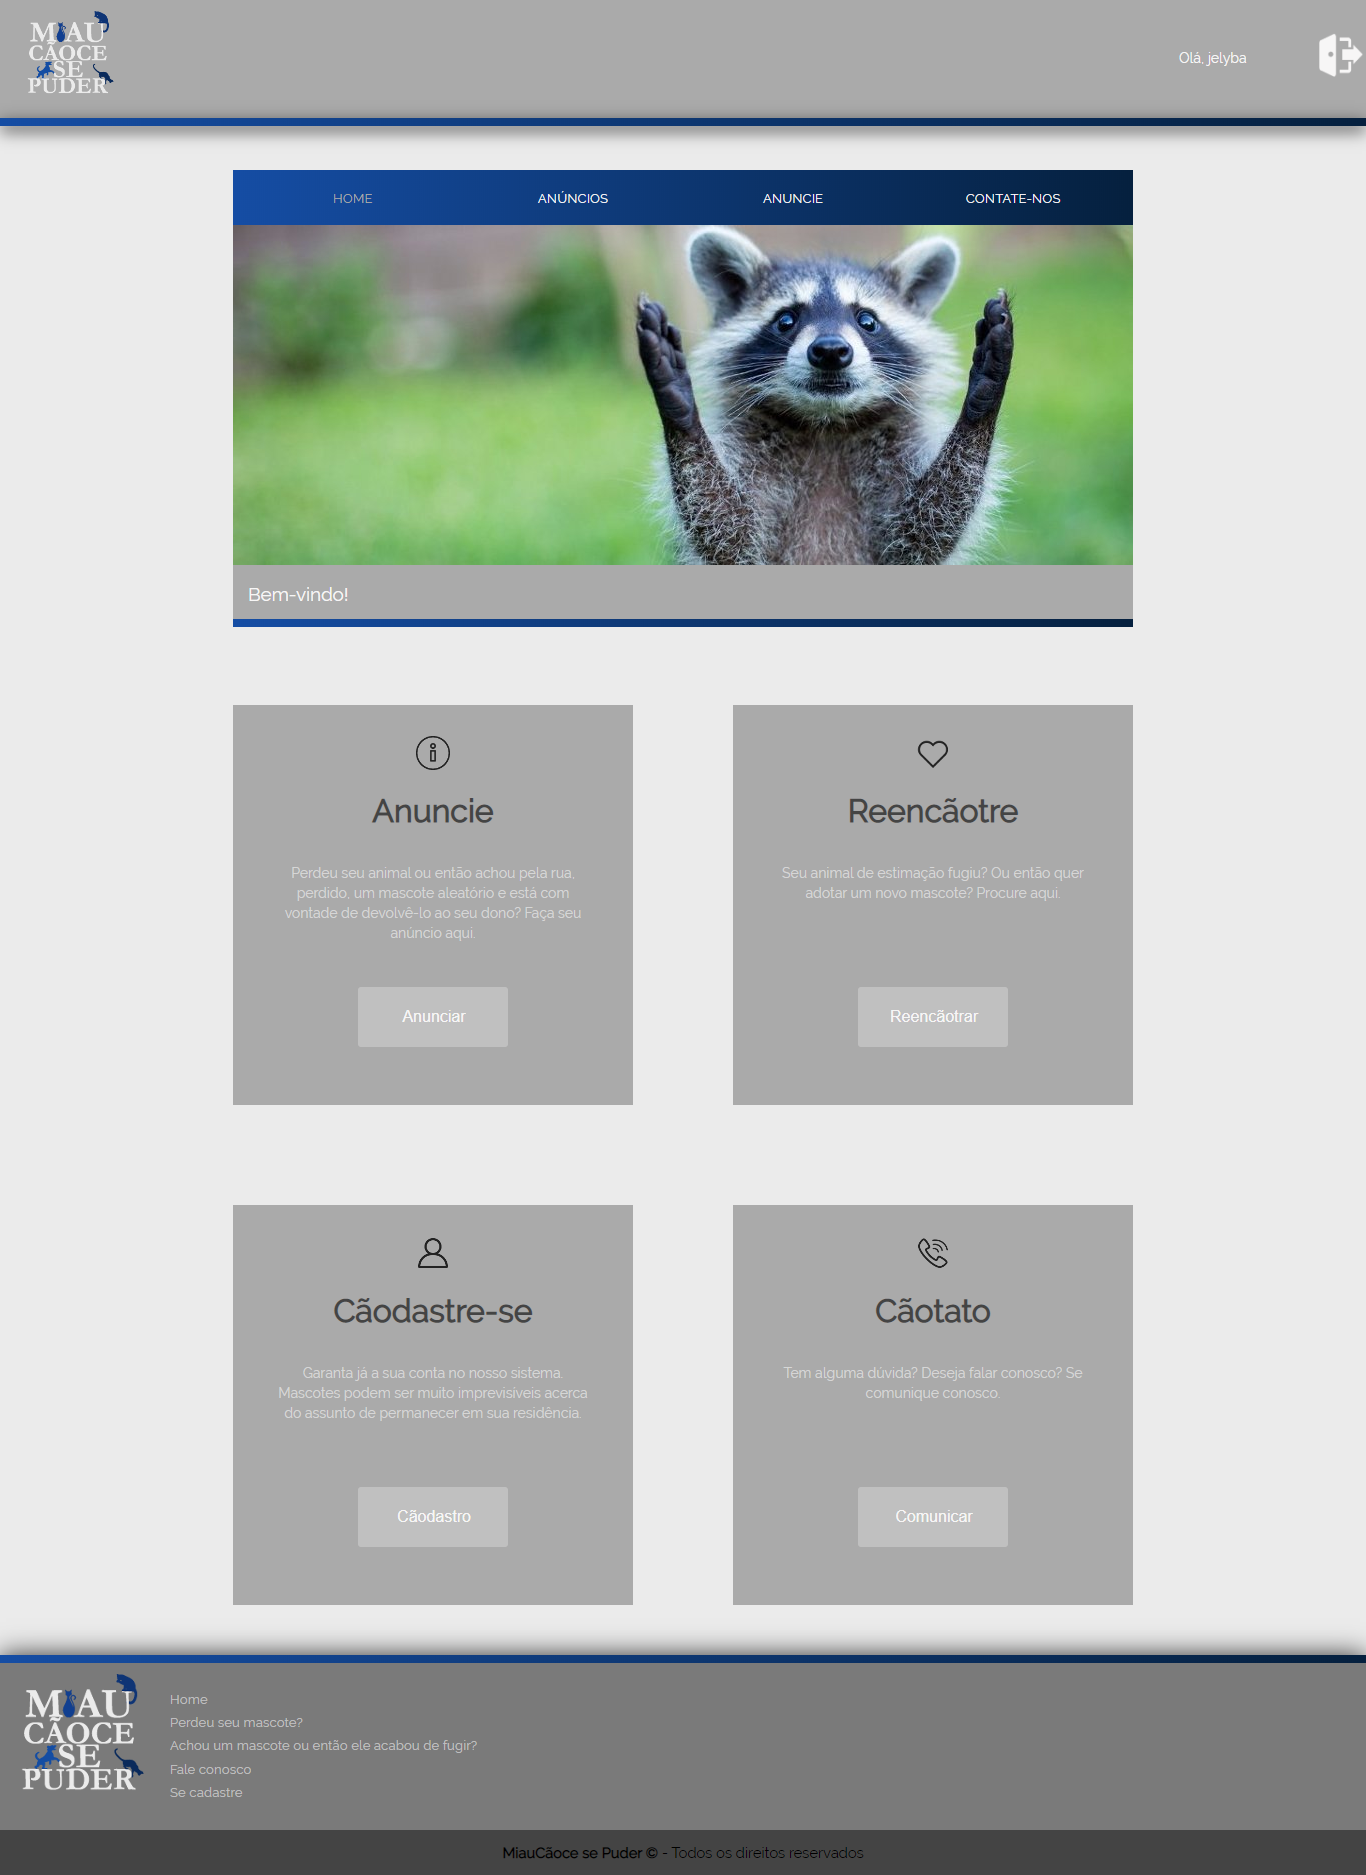 MIAU
CÃOCE
SE
PUDER
Olá, jelyba
HOME ANÚNCIOS ANUNCIE CONTATE-NOS
Bem-vindo!
Anuncie
Perdeu seu animal ou então achou pela rua,
perdido, um mascote aleatório e está com
vontade de devolvê-lo ao seu dono? Faça seu
anúncio aqui.
Anunciar
Reencãotre
Seu animal de estimação fugiu? Ou então quer
adotar um novo mascote? Procure aqui.
Reencãotrar
Cãodastre-se
Garanta já a sua conta no nosso sistema.
Mascotes podem ser muito imprevisíveis acerca
do assunto de permanecer em sua residência.
Cãodastro
Cãotato
Tem alguma dúvida? Deseja falar conosco? Se
comunique conosco.
Comunicar
MIAU
CÃOCE
SE
PUDER
Home
Perdeu seu mascote?
Achou um mascote ou então ele acabou de fugir?
Fale conosco
Se cadastre
MiauCãoce se Puder © - Todos os direitos reservados